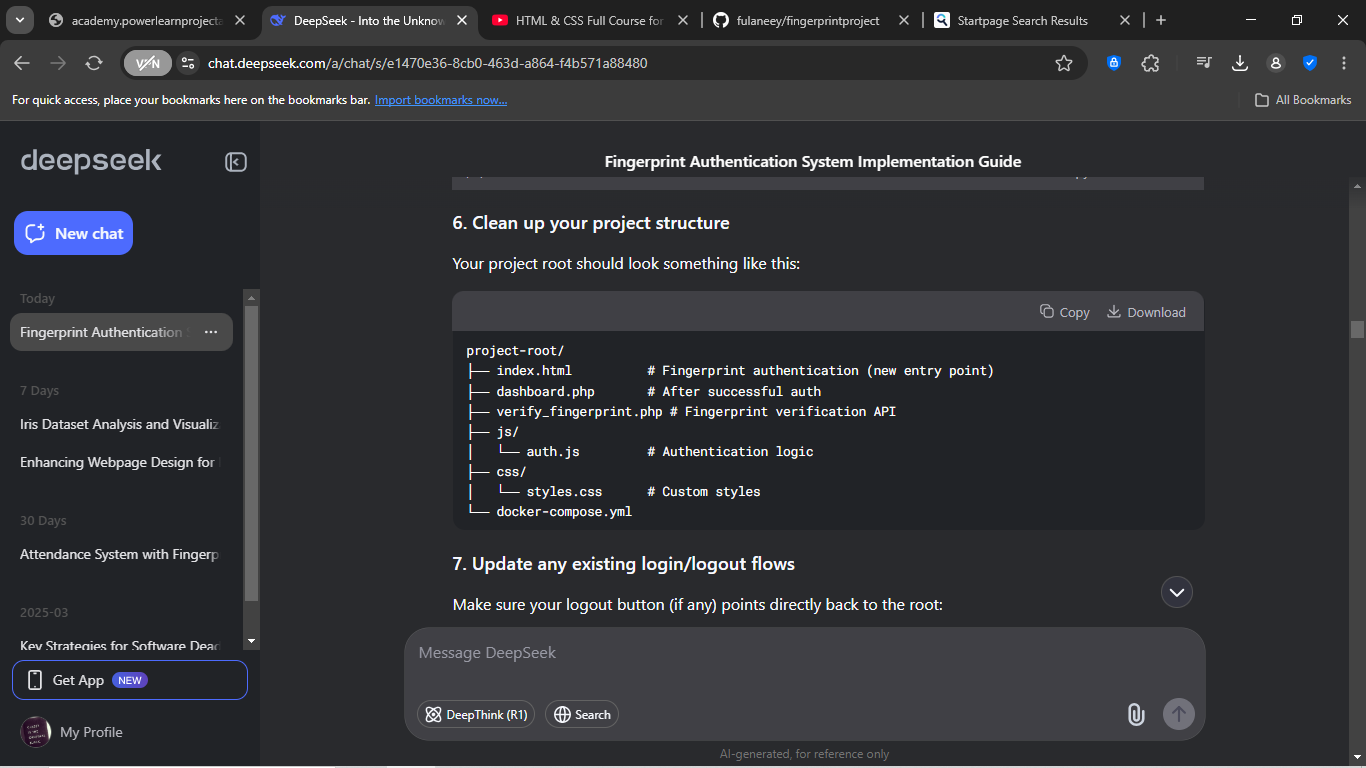 academy.powerlearnprojecta
DeepSeek - Into the Unknow
HTML & CSS Full Course for
fulaneey/fingerprintproject
Startpage Search Results
VPN
chat.deepseek.com/a/chat/s/e1470e36-8cb0-463d-a864-f4b571a88480
For quick access, place your bookmarks here on the bookmarks bar. Import bookmarks now...
All Bookmarks
deepseek
New chat
Today
Fingerprint Authentication
7 Days
Iris Dataset Analysis and Visualiz
Enhancing Webpage Design for
30 Days
Attendance System with Fingerp
2025-03
Key Strategies for Software Dead
Get App NEW
My Profile
Fingerprint Authentication System Implementation Guide
6. Clean up your project structure
Your project root should look something like this:
Copy Download
project-root/
├── index.html # Fingerprint authentication (new entry point)
├── dashboard.php # After successful auth
├── verify_fingerprint.php # Fingerprint verification API
├── js/
│ └── auth.js # Authentication logic
├── css/
│ └── styles.css # Custom styles
└── docker-compose.yml
7. Update any existing login/logout flows
Make sure your logout button (if any) points directly back to the root:
Message DeepSeek
DeepThink (R1)
Search
AI-generated, for reference only